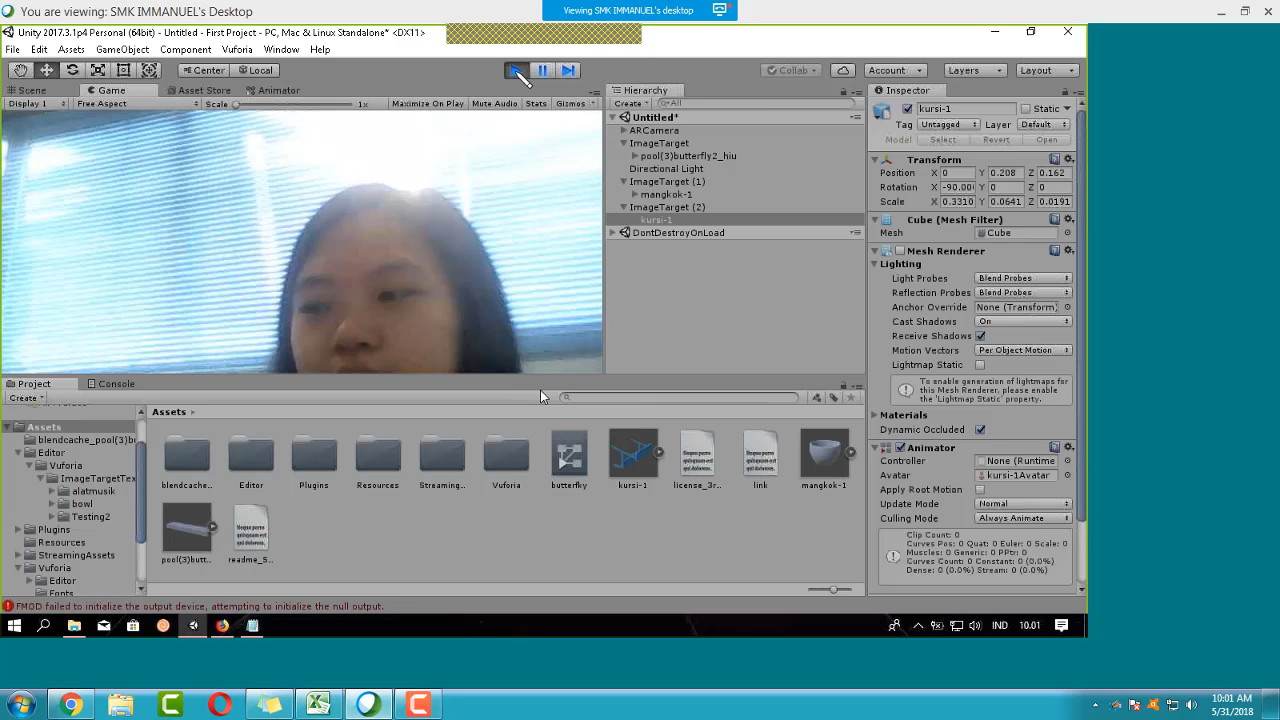 You are viewing: SMK IMMANUEL's Desktop
Viewing SMK IMMANUEL's desktop
Unity 2017.3.1p4 Personal (64bit) - Untitled - First Project - PC, Mac & Linux Standalone* <DX11>
File Edit Assets GameObject Component Vuforia Window Help
Center Local Collab Account Layers Layout
Scene Game Asset Store Animator
Display 1 Free Aspect Scale 1x Maximize On Play Mute Audio Stats Gizmos
Hierarchy
Create All
Untitled*
ARCamera
ImageTarget
pool(3)butterfly2_hiu
Directional Light
ImageTarget (1)
mangkok-1
ImageTarget (2)
kursi-1
DontDestroyOnLoad
Inspector
kursi-1 Static
Tag Untagged Layer Default
Model Select Revert Open
Transform
Position X 0 Y 0.208 Z 0.162
Rotation X -90.00 Y 0 Z 0
Scale X 0.3310 Y 0.0641 Z 0.0191
Cube (Mesh Filter)
Mesh Cube
Mesh Renderer
Lighting
Light Probes Blend Probes
Reflection Probes Blend Probes
Anchor Override None (Transform)
Cast Shadows On
Receive Shadows
Motion Vectors Per Object Motion
Lightmap Static
To enable generation of lightmaps for
this Mesh Renderer, please enable
the 'Lightmap Static' property.
Materials
Dynamic Occluded
Animator
Controller None (Runtime
Avatar kursi-1Avatar
Apply Root Motion
Update Mode Normal
Culling Mode Always Animate
Clip Count: 0
Curves Pos: 0 Quat: 0 Euler: 0 Scale: 0
Muscles: 0 Generic: 0 PPtr: 0
Curves Count: 0 Constant: 0 (0.0%)
Dense: 0 (0.0%) Stream: 0 (0.0%)
Project Console
Create
Assets
blendcache_pool(3)bu
Editor
Vuforia
ImageTargetTex
alatmusik
bowl
Testing2
Plugins
Resources
StreamingAssets
Vuforia
Editor
Fonts
Assets
blendcache... Editor Plugins Resources Streaming... Vuforia butterfky kursi-1 license_3r... link mangkok-1
pool(3)butt... readme_S...
FMOD failed to initialize the output device, attempting to initialize the null output.
IND 10.01
10:01 AM
5/31/2018